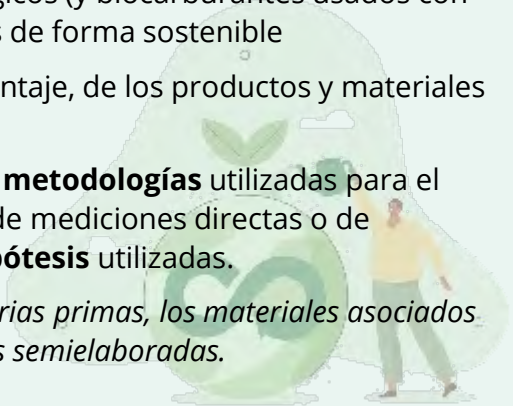 gicos (y biocarburantes usados con
s de forma sostenible
ntaje, de los productos y materiales
metodologías utilizadas para el
de mediciones directas o de
pótesis utilizadas.
rias primas, los materiales asociados
s semielaboradas.